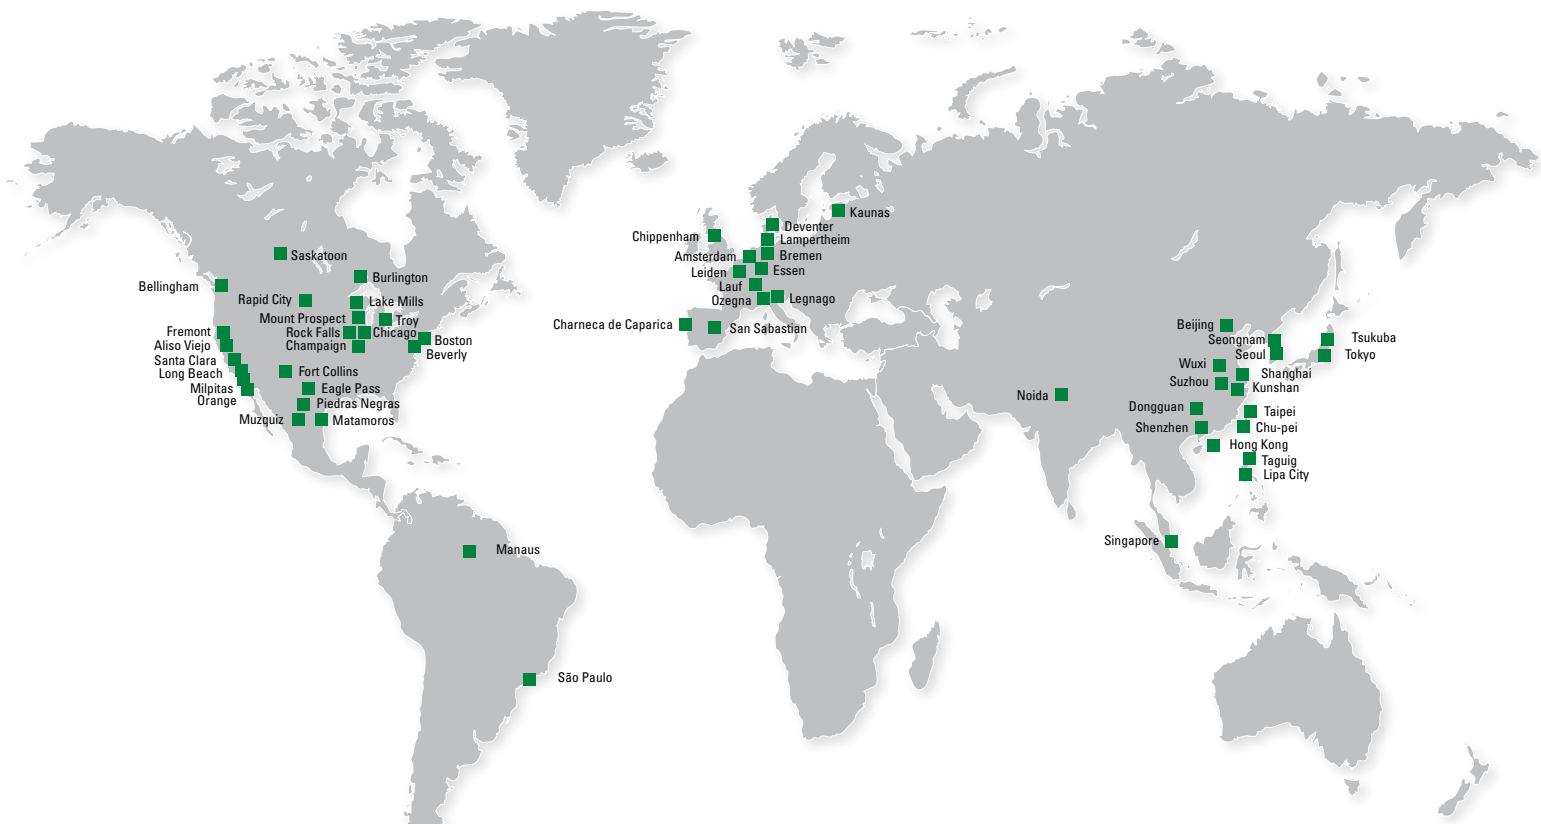 Kaunas
Deventer
Chippenham
Lampertheim
Saskatoon
Amsterdam
Bremen
Leiden
Essen
Burlington
Bellingham
Lauf
Rapid City
Lake Mills
Ozegna
Legnago
Mount Prospect
Troy
Charneca de Caparica
San Sabastian
Beijing
Fremont
Rock Falls
Chicago
Boston
Seongnam
Tsukuba
Aliso Viejo
Champaign
Beverly
Seoul
Tokyo
Santa Clara
Wuxi
Long Beach
Fort Collins
Shanghai
Milpitas
Eagle Pass
Suzhou
Kunshan
Orange
Piedras Negras
Noida
Dongguan
Taipei
Muzquiz
Matamoros
Shenzhen
Chu-pei
Hong Kong
Taguig
Lipa City
Singapore
Manaus
São Paulo